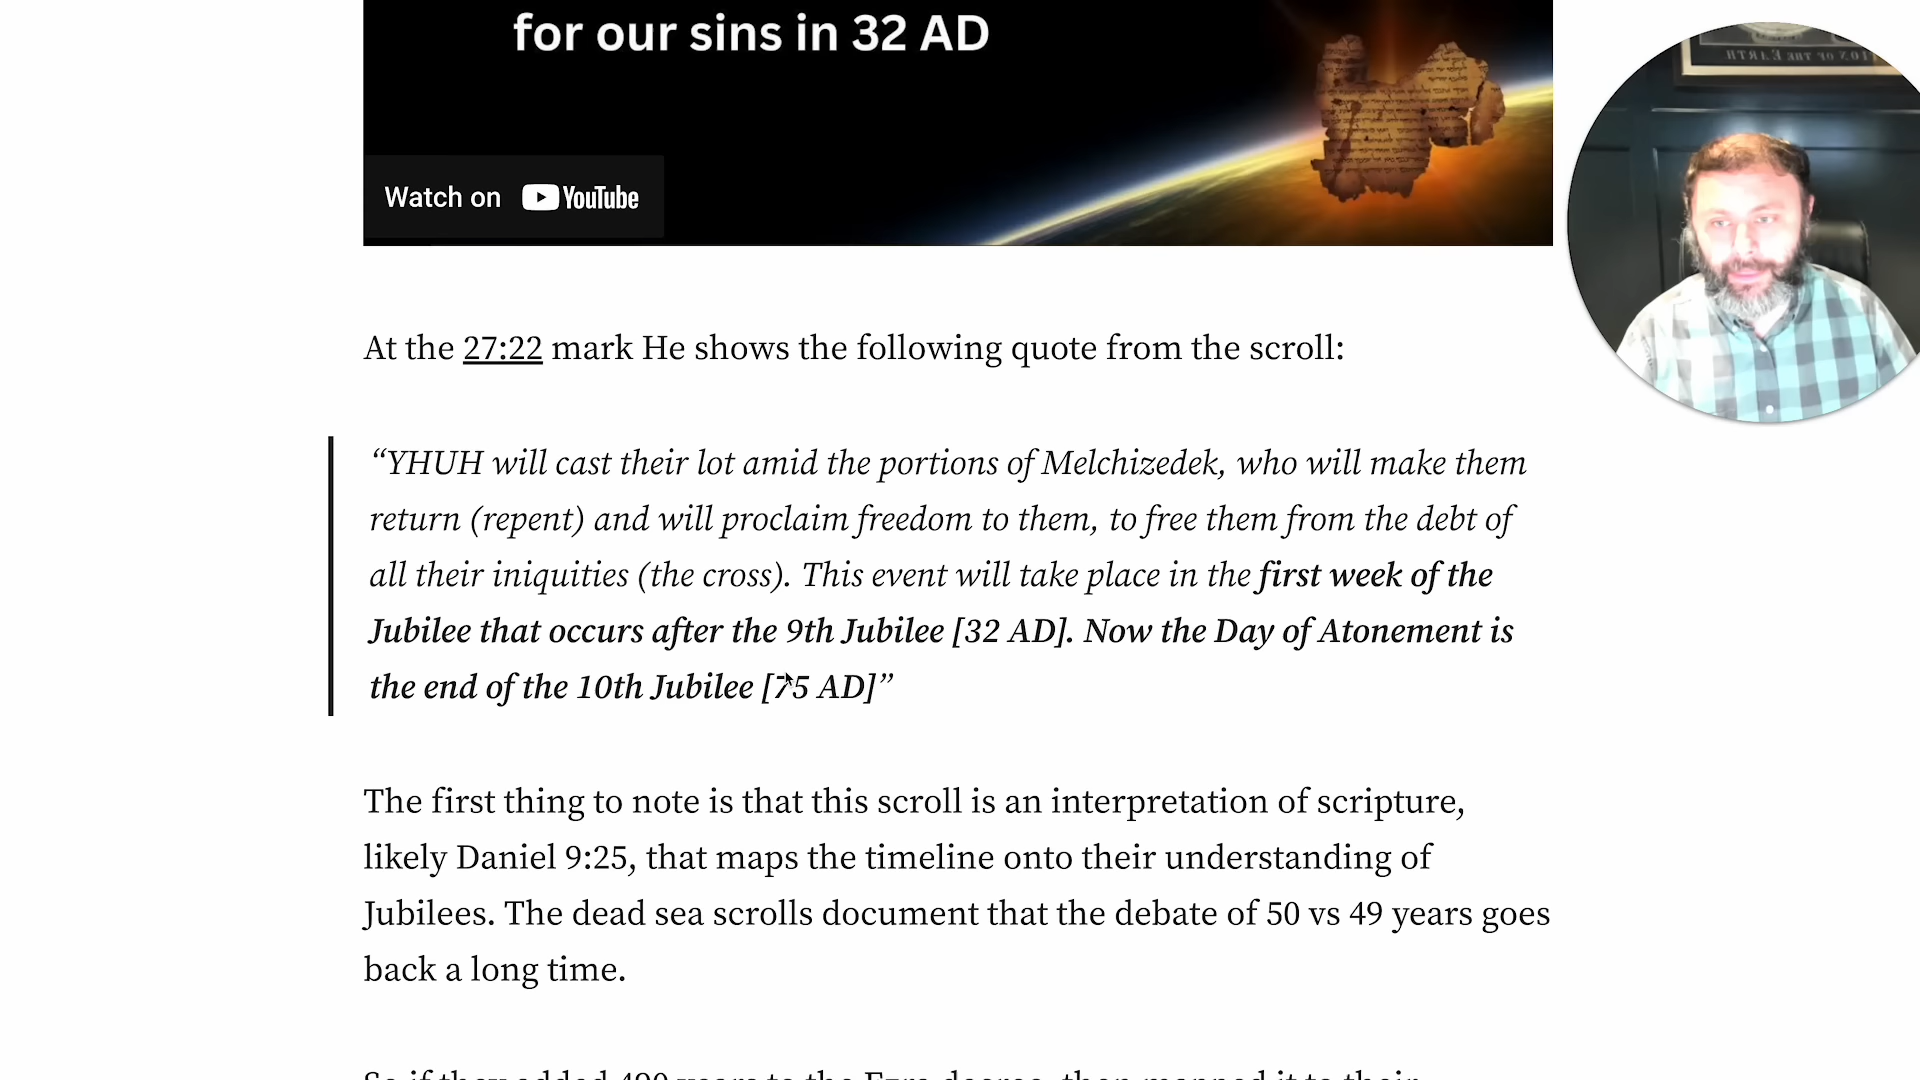 for our sins in 32 AD
Watch on YouTube
At the 27:22 mark He shows the following quote from the scroll:
“YHUH will cast their lot amid the portions of Melchizedek, who will make them
return (repent) and will proclaim freedom to them, to free them from the debt of
all their iniquities (the cross). This event will take place in the first week of the
Jubilee that occurs after the 9th Jubilee [32 AD]. Now the Day of Atonement is
the end of the 10th Jubilee [75 AD]”
The first thing to note is that this scroll is an interpretation of scripture,
likely Daniel 9:25, that maps the timeline onto their understanding of
Jubilees. The dead sea scrolls document that the debate of 50 vs 49 years goes
back a long time.
So if they added 490 years to the Ezra decree, then mapped it to their